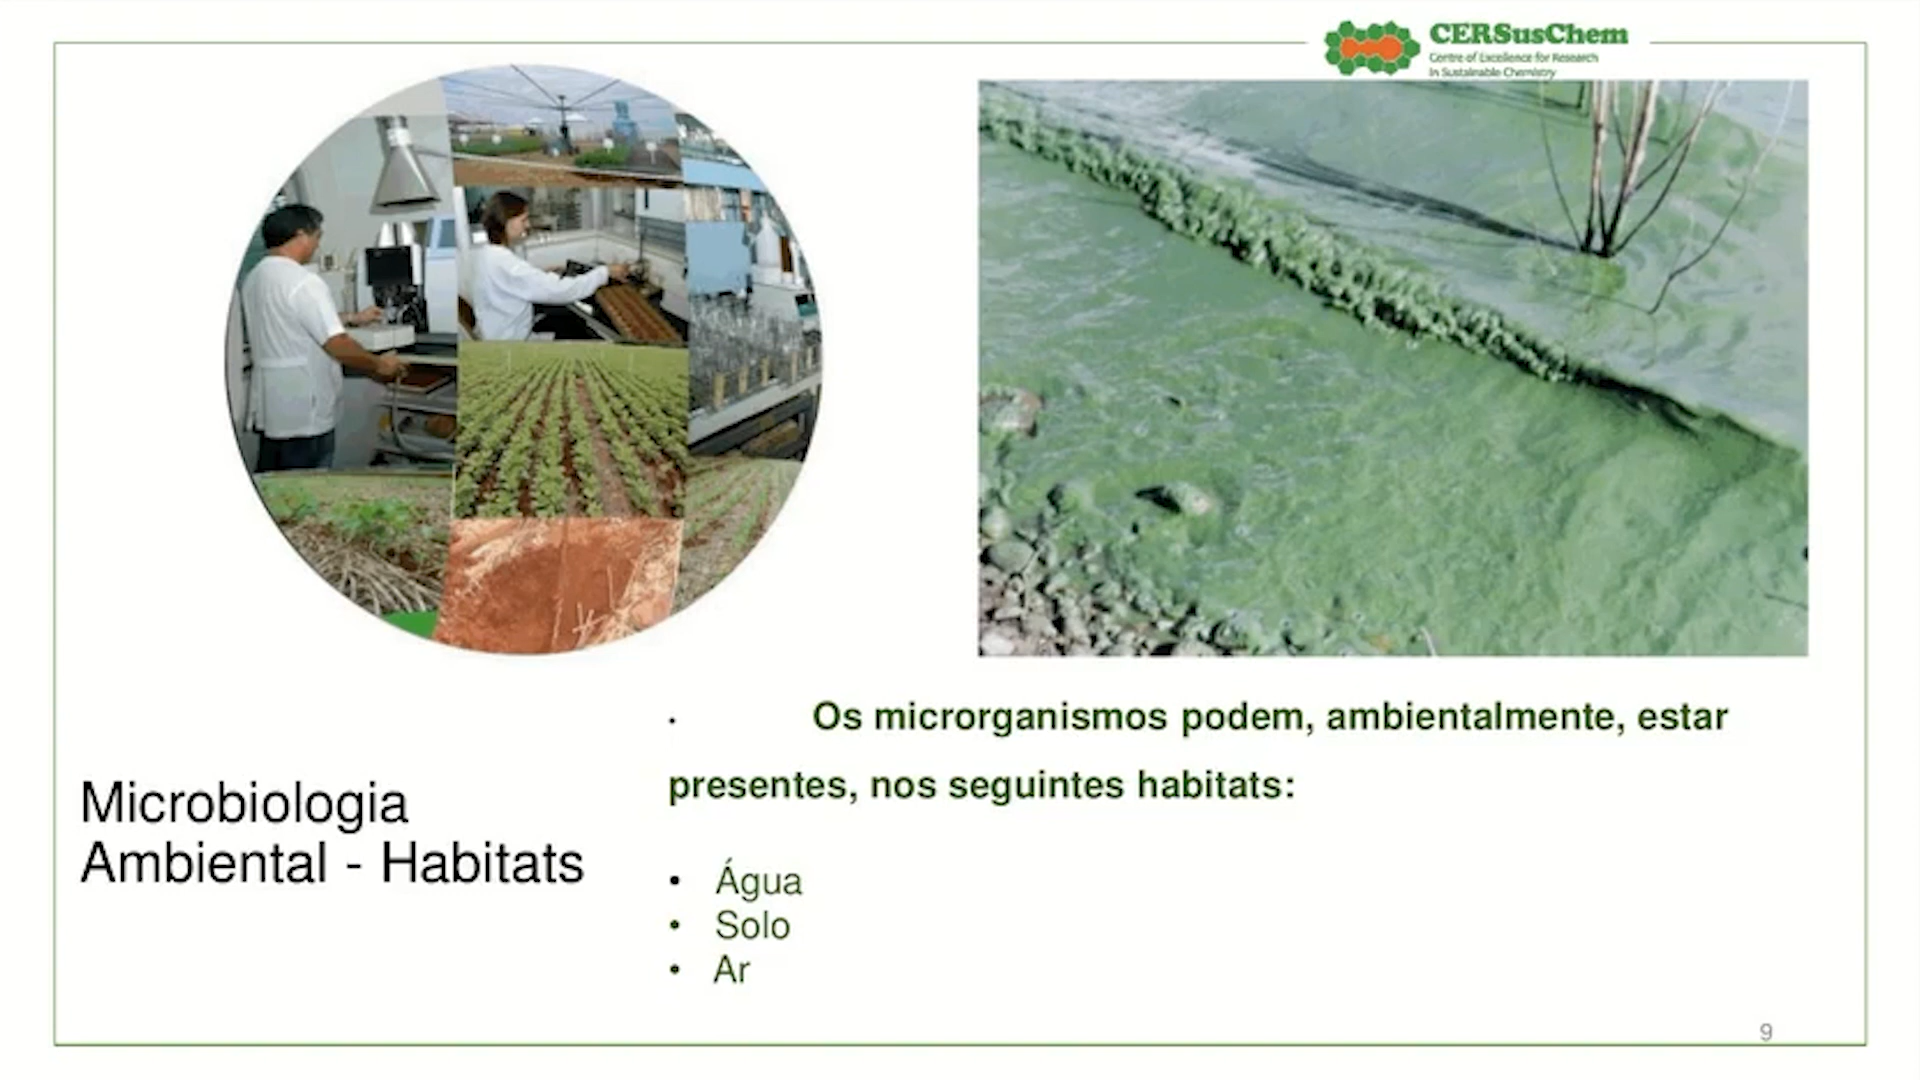 CERSusChem
Centre of Excellence for Research
in Sustainable Chemistry
Microbiologia
Ambiental - Habitats
• Os microrganismos podem, ambientalmente, estar
presentes, nos seguintes habitats:
• Água
• Solo
• Ar
9